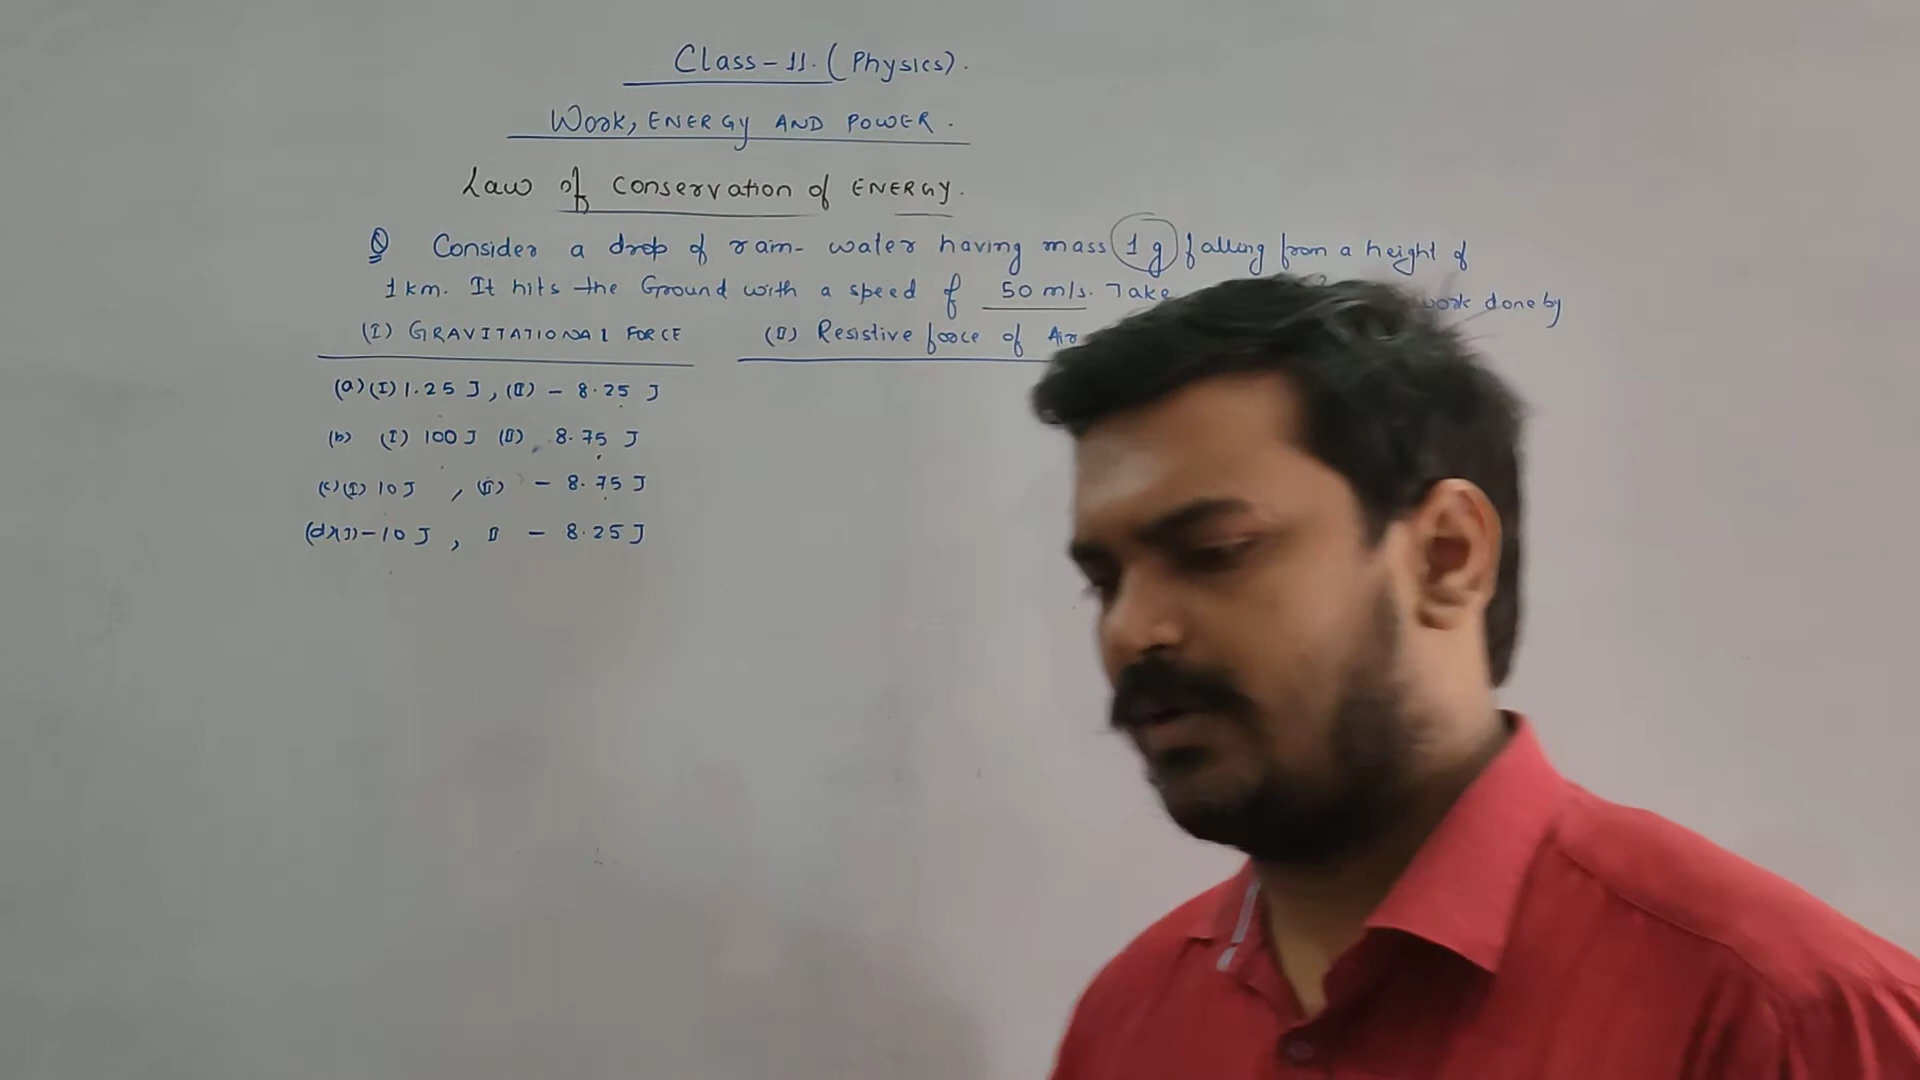 Class-11. (Physics).
Work, ENERGY AND POWER.
Law of Conservation of ENERGY.
Q Consider a drop of rain-water having mass 1g falling from a height of
1km. It hits the Ground with a speed of 50 m/s. Take work done by
(I) GRAVITATIONAL FORCE (II) Resistive force of Air
(a) (I) 1.25 J, (II) - 8.25 J
(b) (I) 100 J (II) 8.75 J
(c) (I) 10 J , (II) - 8.75 J
(d) (I) -10 J , II - 8.25 J